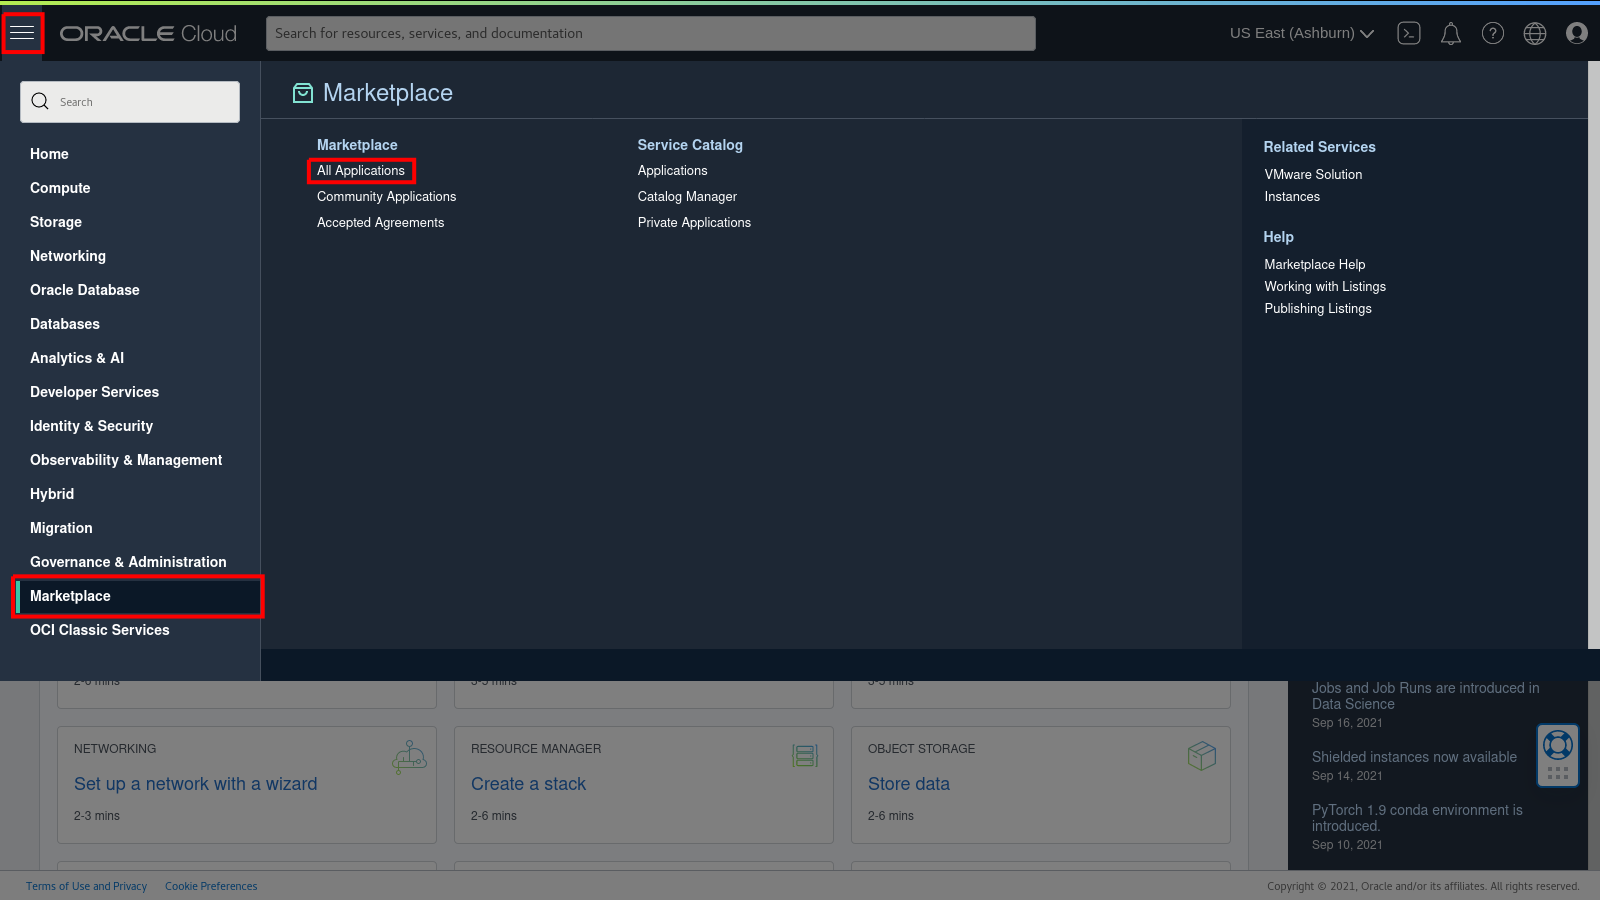 ORACLE Cloud
Search for resources, services, and documentation
US East (Ashburn)
Search
Home
Compute
Storage
Networking
Oracle Database
Databases
Analytics & AI
Developer Services
Identity & Security
Observability & Management
Hybrid
Migration
Governance & Administration
Marketplace
OCI Classic Services
Marketplace
Marketplace
All Applications
Community Applications
Accepted Agreements
Service Catalog
Applications
Catalog Manager
Private Applications
Related Services
VMware Solution
Instances
Help
Marketplace Help
Working with Listings
Publishing Listings
NETWORKING
Set up a network with a wizard
2-3 mins
RESOURCE MANAGER
Create a stack
2-6 mins
OBJECT STORAGE
Store data
2-6 mins
Jobs and Job Runs are introduced in
Data Science
Sep 16, 2021
Shielded instances now available
Sep 14, 2021
PyTorch 1.9 conda environment is
introduced.
Sep 10, 2021
Terms of Use and Privacy
Cookie Preferences
Copyright © 2021, Oracle and/or its affiliates. All rights reserved.